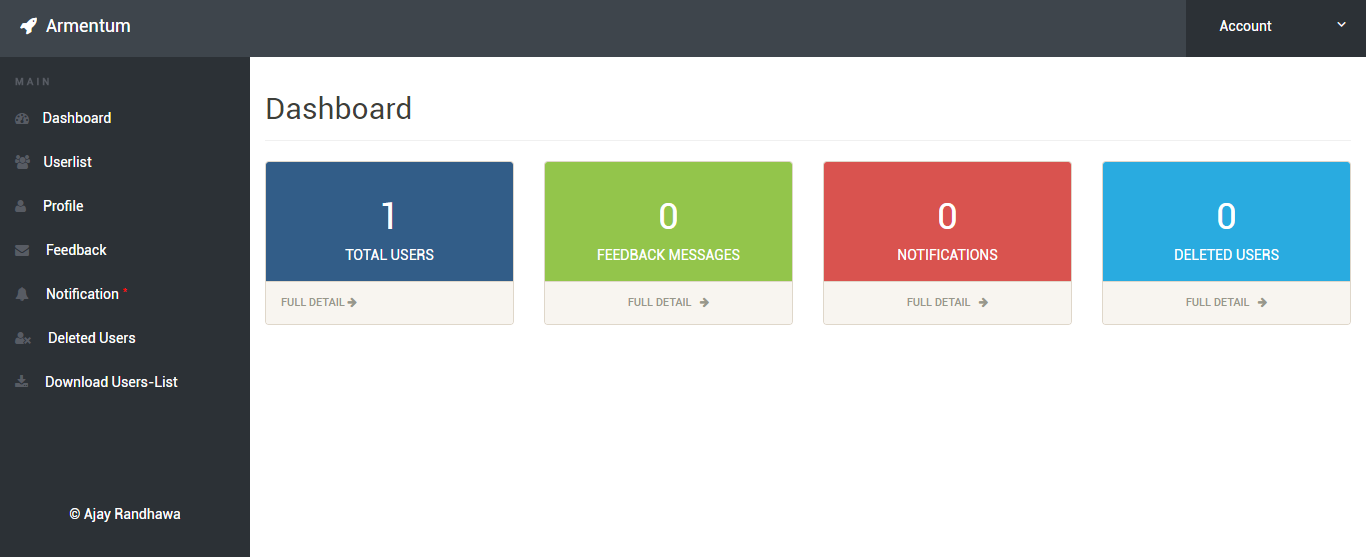 Armentum
Account
MAIN
Dashboard
Userlist
Profile
Feedback
Notification *
Deleted Users
Download Users-List
© Ajay Randhawa
Dashboard
1
TOTAL USERS
FULL DETAIL
0
FEEDBACK MESSAGES
FULL DETAIL
0
NOTIFICATIONS
FULL DETAIL
0
DELETED USERS
FULL DETAIL